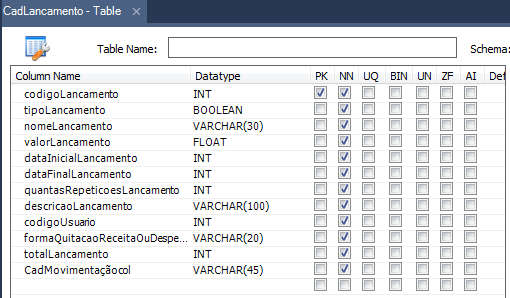 CadLancamento - Table ×
Table Name: Schema:
Column Name Datatype PK NN UQ BIN UN ZF AI Def
codigoLancamento INT
tipoLancamento BOOLEAN
nomeLancamento VARCHAR(30)
valorLancamento FLOAT
dataInicialLancamento INT
dataFinalLancamento INT
quantasRepeticoesLancamento INT
descricaoLancamento VARCHAR(100)
codigoUsuario INT
formaQuitacaoReceitaOuDespe... VARCHAR(20)
totalLancamento INT
CadMovimentaçãocol VARCHAR(45)